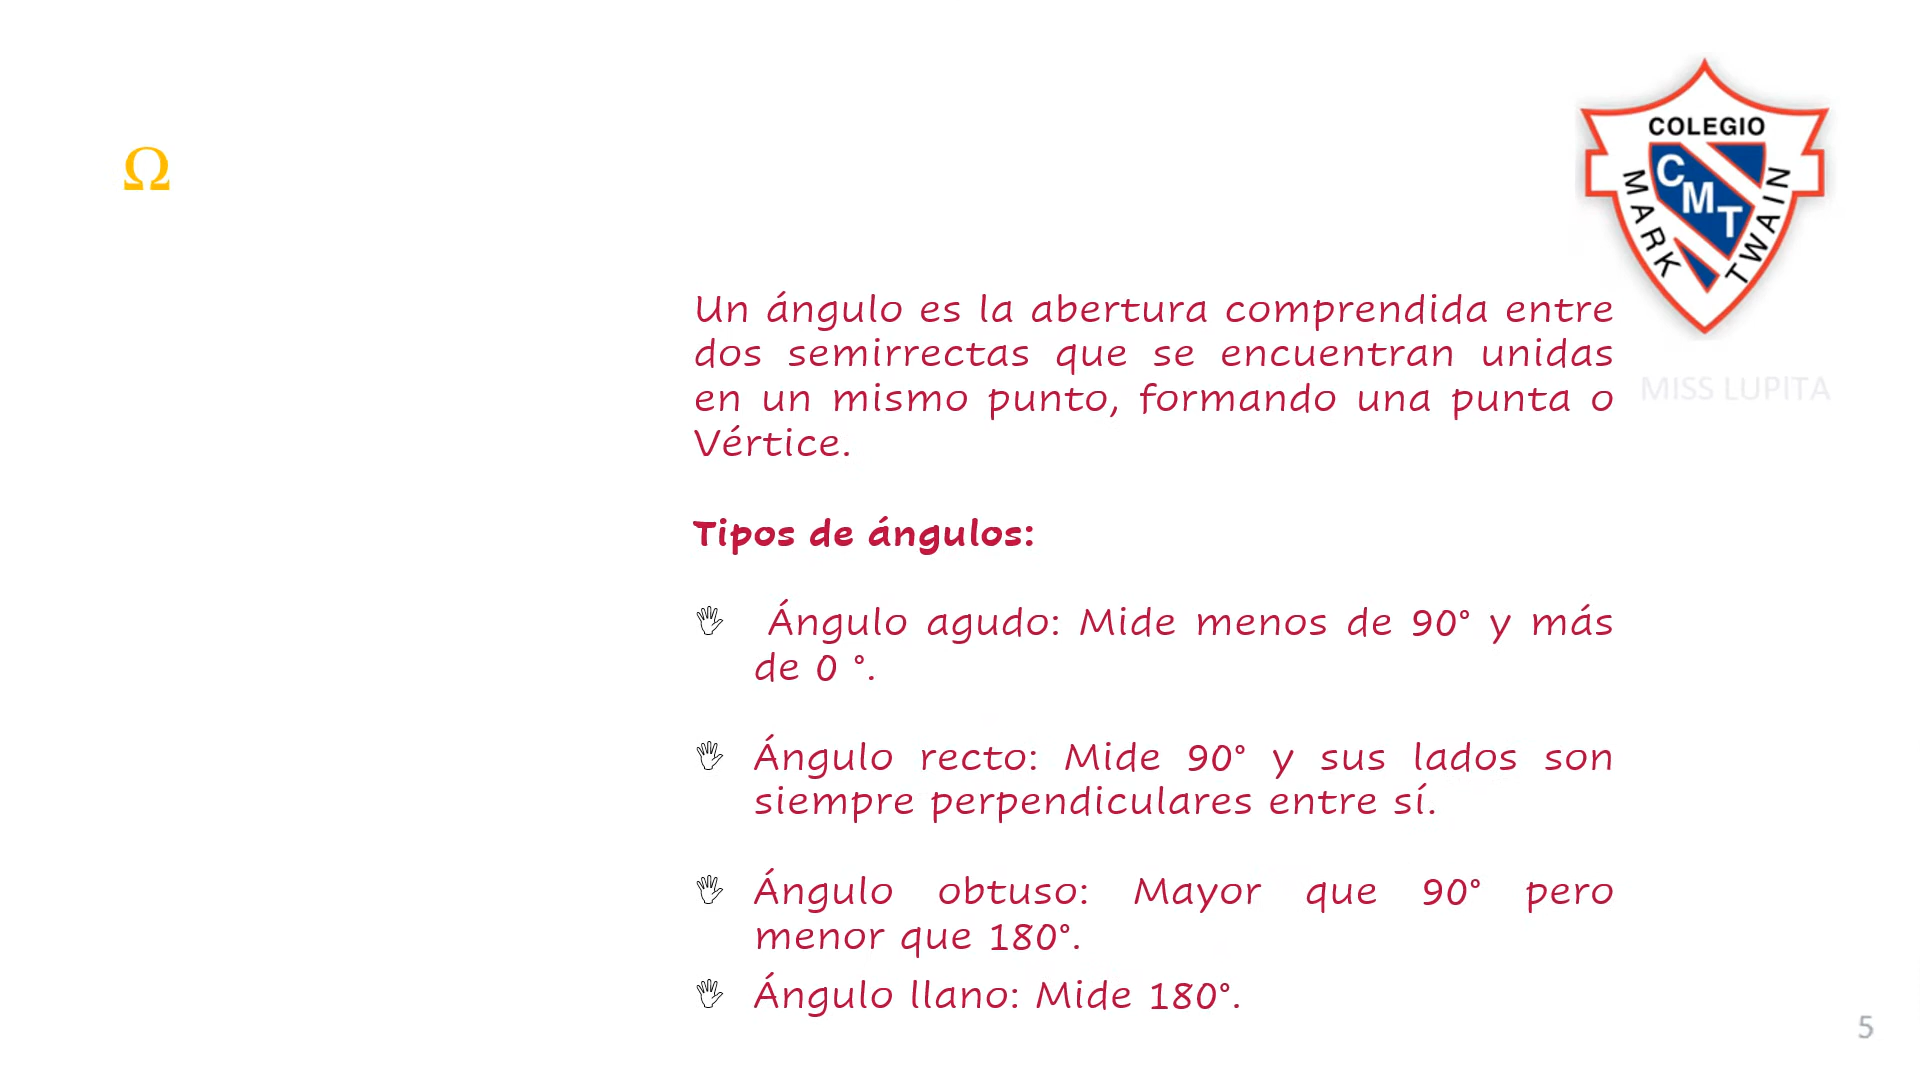 Ω
COLEGIO
MARK
CMT
TWAIN
Un ángulo es la abertura comprendida entre
dos semirrectas que se encuentran unidas
en un mismo punto, formando una punta o
Vértice.
MISS LUPITA
Tipos de ángulos:
Ángulo agudo: Mide menos de 90° y más
de 0 °.
Ángulo recto: Mide 90° y sus lados son
siempre perpendiculares entre sí.
Ángulo obtuso: Mayor que 90° pero
menor que 180°.
Ángulo llano: Mide 180°.
5